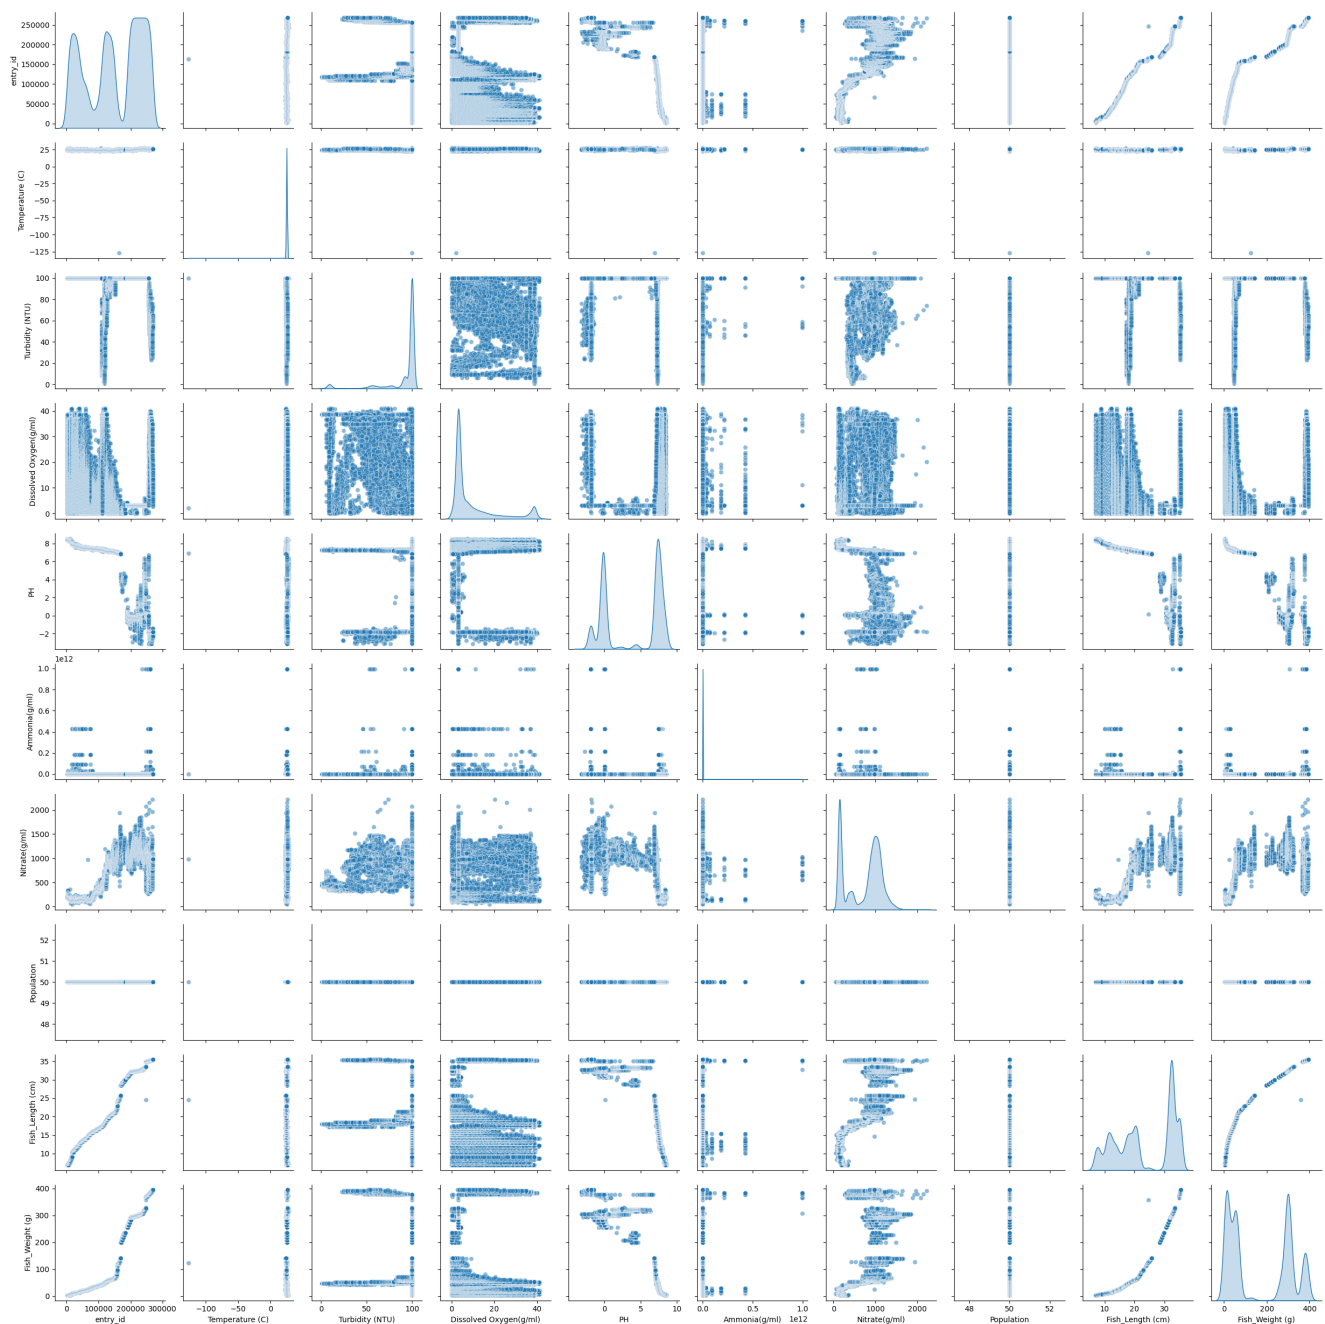 250000
200000
150000
100000
50000
0
entry_id
25
0
−25
−50
−75
−100
−125
Temperature (C)
100
80
60
40
20
0
Turbidity (NTU)
40
30
20
10
0
Dissolved Oxygen(g/ml)
8
6
4
2
0
−2
PH
1e12
1.0
0.8
0.6
0.4
0.2
0.0
Ammonia(g/ml)
2000
1500
1000
500
0
Nitrate(g/ml)
52
51
50
49
48
Population
35
30
25
20
15
10
Fish_Length (cm)
400
300
200
100
0
Fish_Weight (g)
0 100000 200000 300000
−100 −50 0
0 50 100
0 20 40
0 5 10
0.0 0.5 1.0
0 1000 2000
48 50 52
10 20 30
0 200 400
entry_id Temperature (C) Turbidity (NTU) Dissolved Oxygen(g/ml) PH Ammonia(g/ml) 1e12 Nitrate(g/ml) Population Fish_Length (cm) Fish_Weight (g)